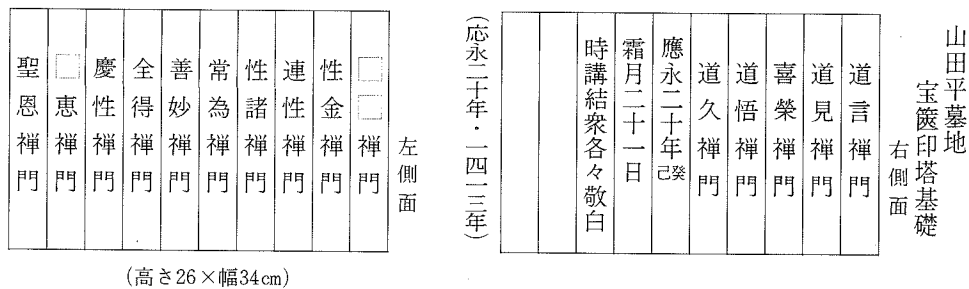 山田平墓地
宝篋印塔基礎
右側面
道言禅門
道見禅門
喜榮禅門
道悟禅門
道久禅門
應永二十年癸巳
霜月二十一日
時講結衆各々敬白
(応永二十年・一四一三年)
左側面
□□禅門
性金禅門
連性禅門
性諸禅門
常為禅門
善妙禅門
全得禅門
慶性禅門
□恵禅門
聖恩禅門
(高さ26×幅34cm)